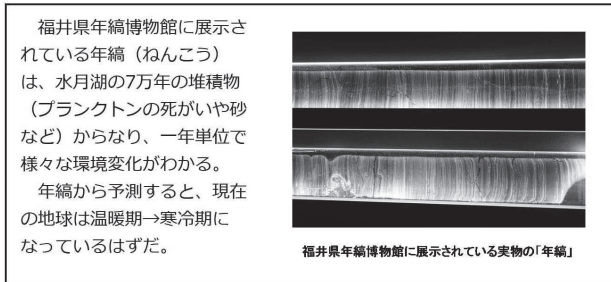 福井県年縞博物館に展示さ
れている年縞（ねんこう）
は、水月湖の7万年の堆積物
（プランクトンの死がいや砂
など）からなり、一年単位で
様々な環境変化がわかる。
　年縞から予測すると、現在
の地球は温暖期→寒冷期に
なっているはずだ。
福井県年縞博物館に展示されている実物の「年縞」